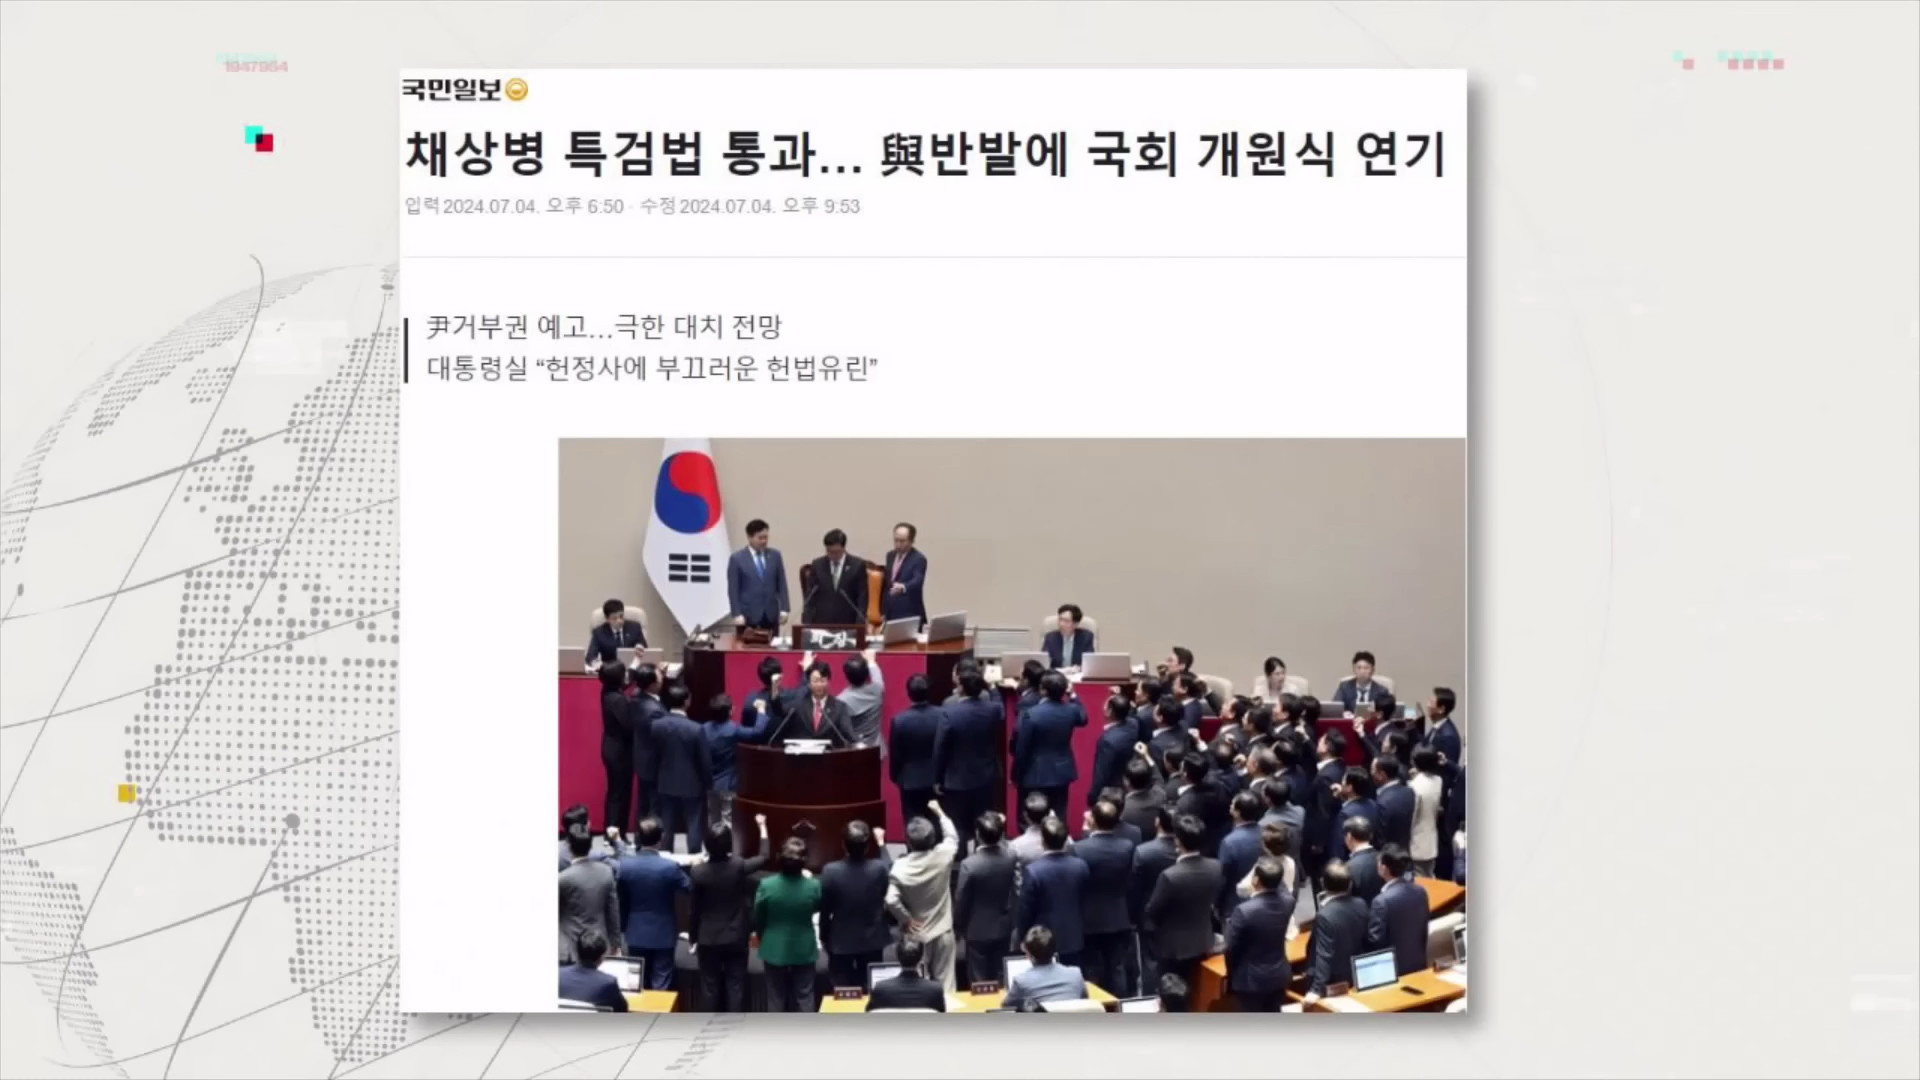 1947954
국민일보
채상병 특검법 통과... 與반발에 국회 개원식 연기
입력 2024.07.04. 오후 6:50 · 수정 2024.07.04. 오후 9:53
尹거부권 예고...극한 대치 전망
대통령실 “헌정사에 부끄러운 헌법유린”